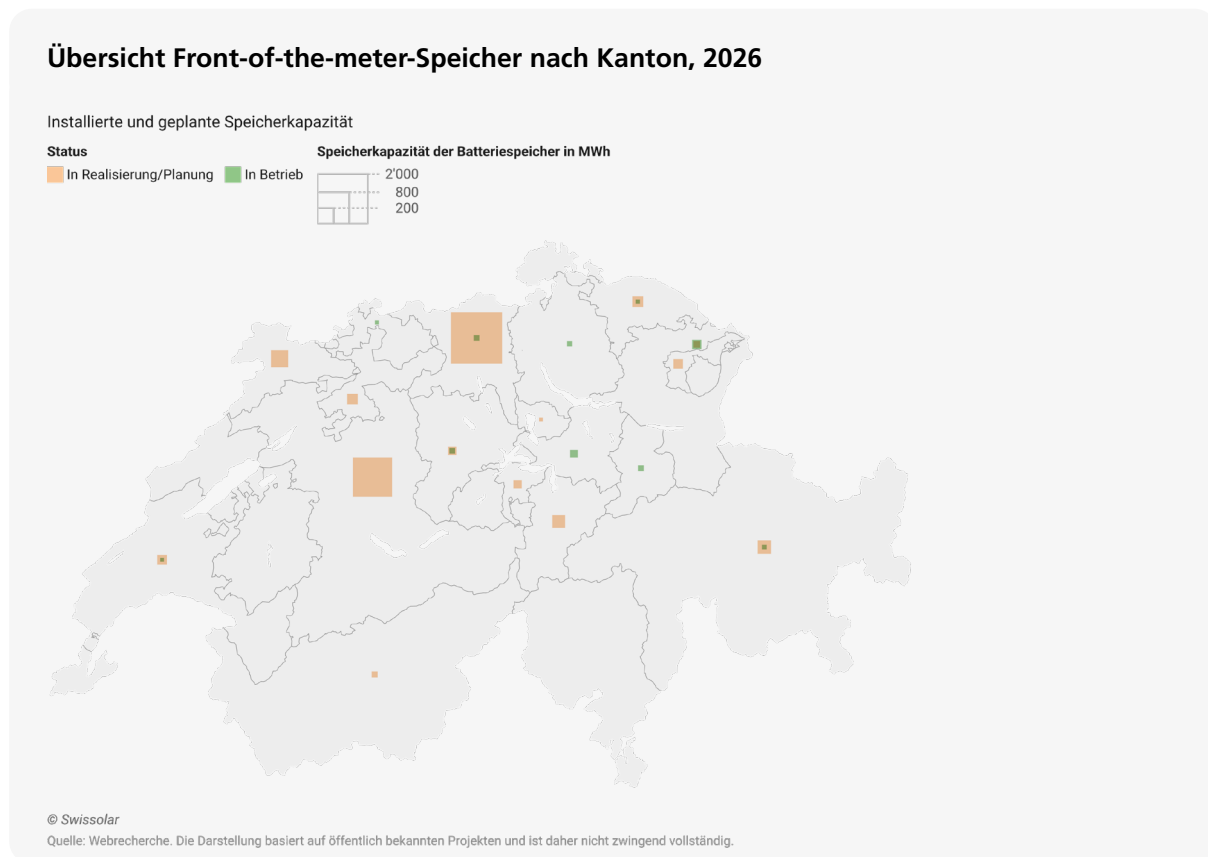 Übersicht Front-of-the-meter-Speicher nach Kanton, 2026
Installierte und geplante Speicherkapazität
Status
In Realisierung/Planung
In Betrieb
Speicherkapazität der Batteriespeicher in MWh
2'000
800
200
© Swissolar
Quelle: Webrecherche. Die Darstellung basiert auf öffentlich bekannten Projekten und ist daher nicht zwingend vollständig.